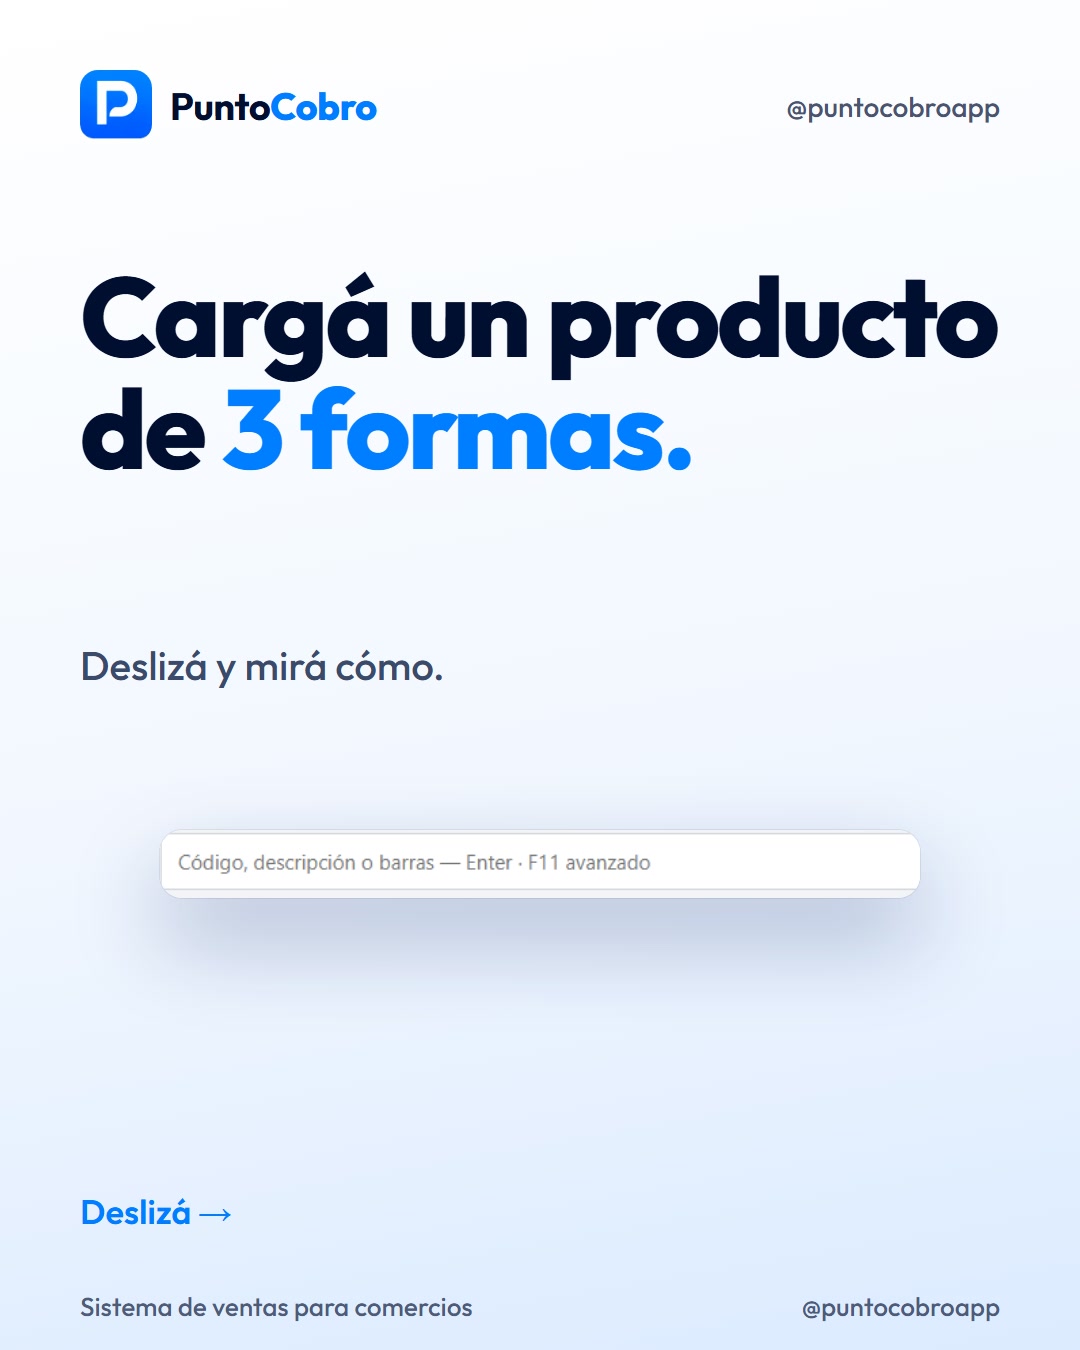 PuntoCobro
@puntocobroapp
Cargá un producto
de 3 formas.
Deslizá y mirá cómo.
Código, descripción o barras — Enter · F11 avanzado
Deslizá →
Sistema de ventas para comercios
@puntocobroapp